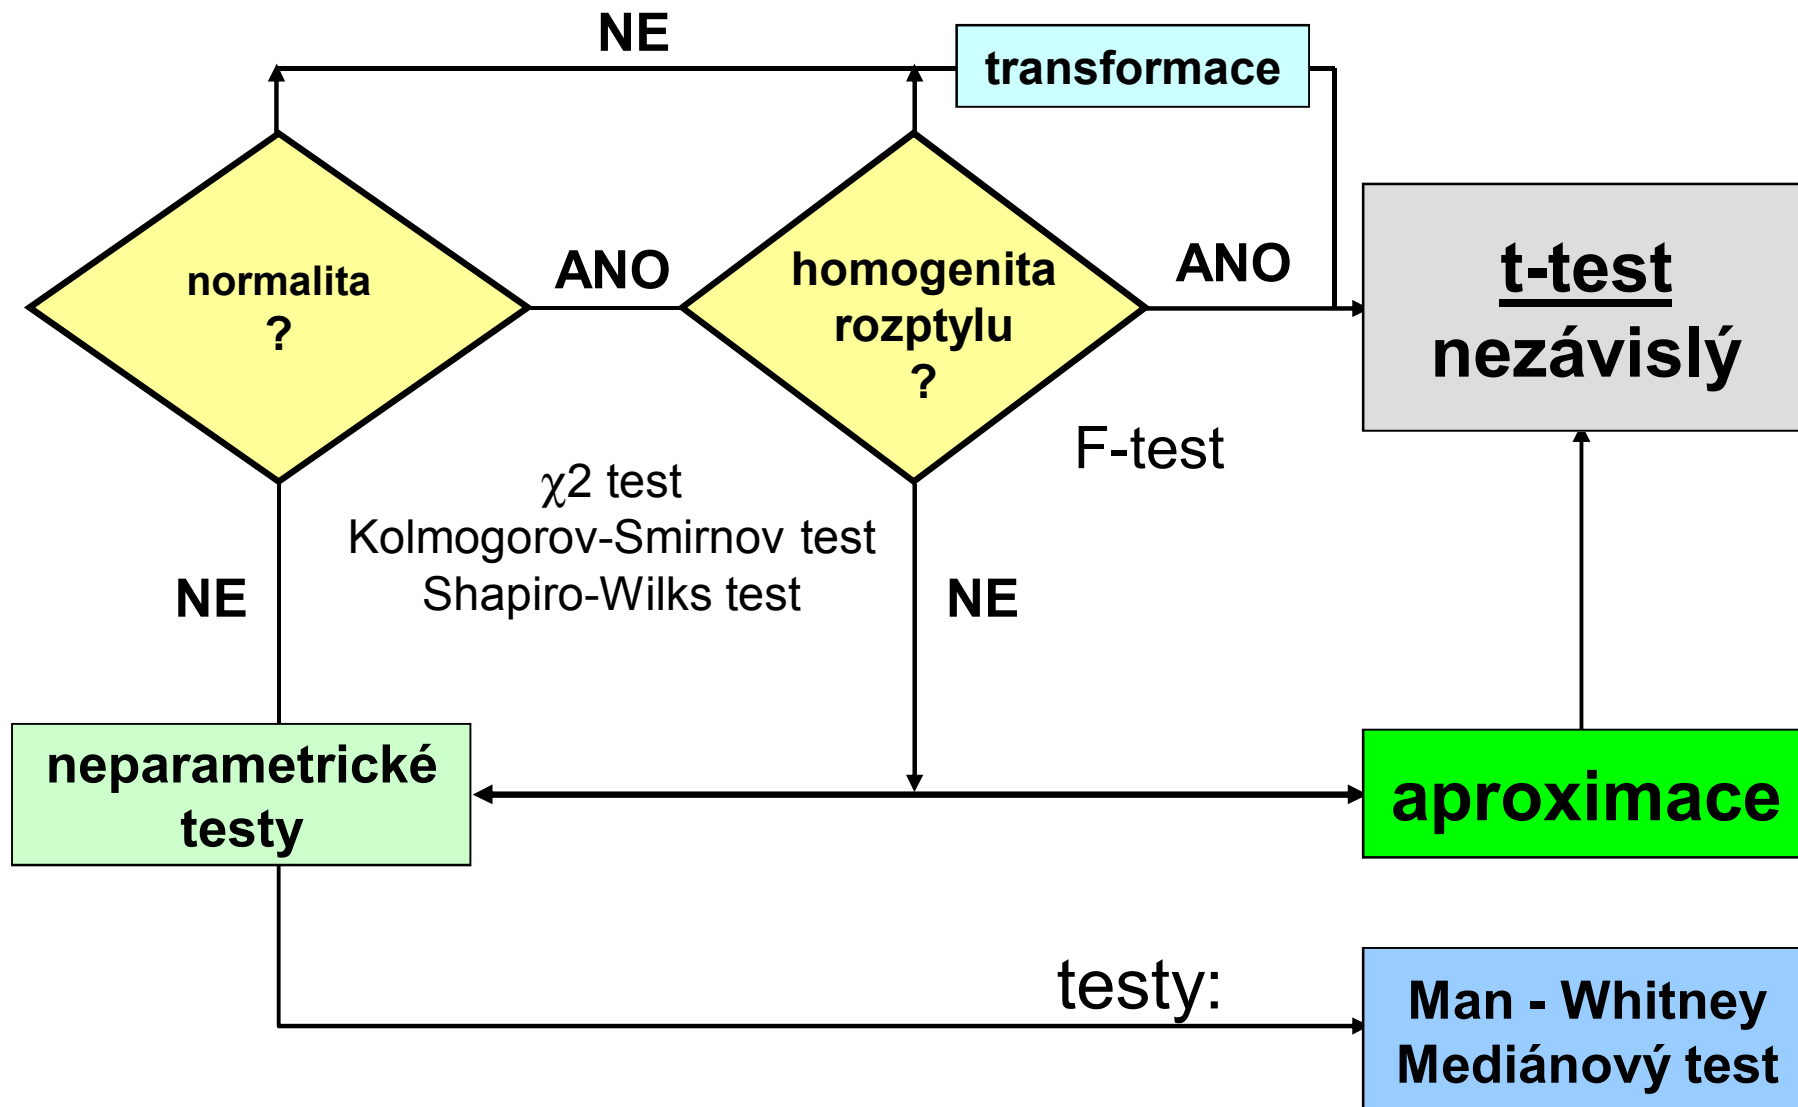 NE
transformace
normalita
?
ANO
homogenita
rozptylu
?
ANO
t-test
nezávislý
F-test
χ2 test
Kolmogorov-Smirnov test
Shapiro-Wilks test
NE
NE
neparametrické
testy
aproximace
testy:
Man - Whitney
Mediánový test